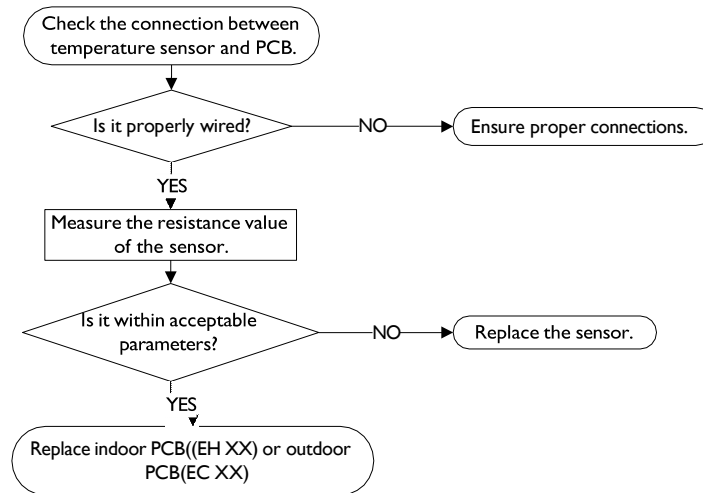 Check the connection between
temperature sensor and PCB.
Is it properly wired?
NO
Ensure proper connections.
YES
Measure the resistance value
of the sensor.
Is it within acceptable
parameters?
NO
Replace the sensor.
YES
Replace indoor PCB((EH XX) or outdoor
PCB(EC XX)